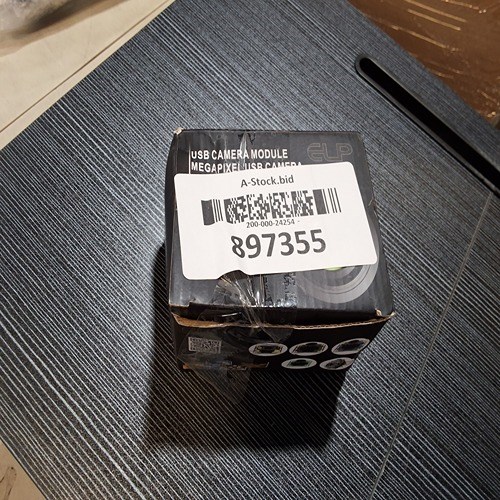 USB CAMERA MODULE
ELP
MEGAPIXEL USB CAMERA
A-Stock.bid
200-000-24254
897355